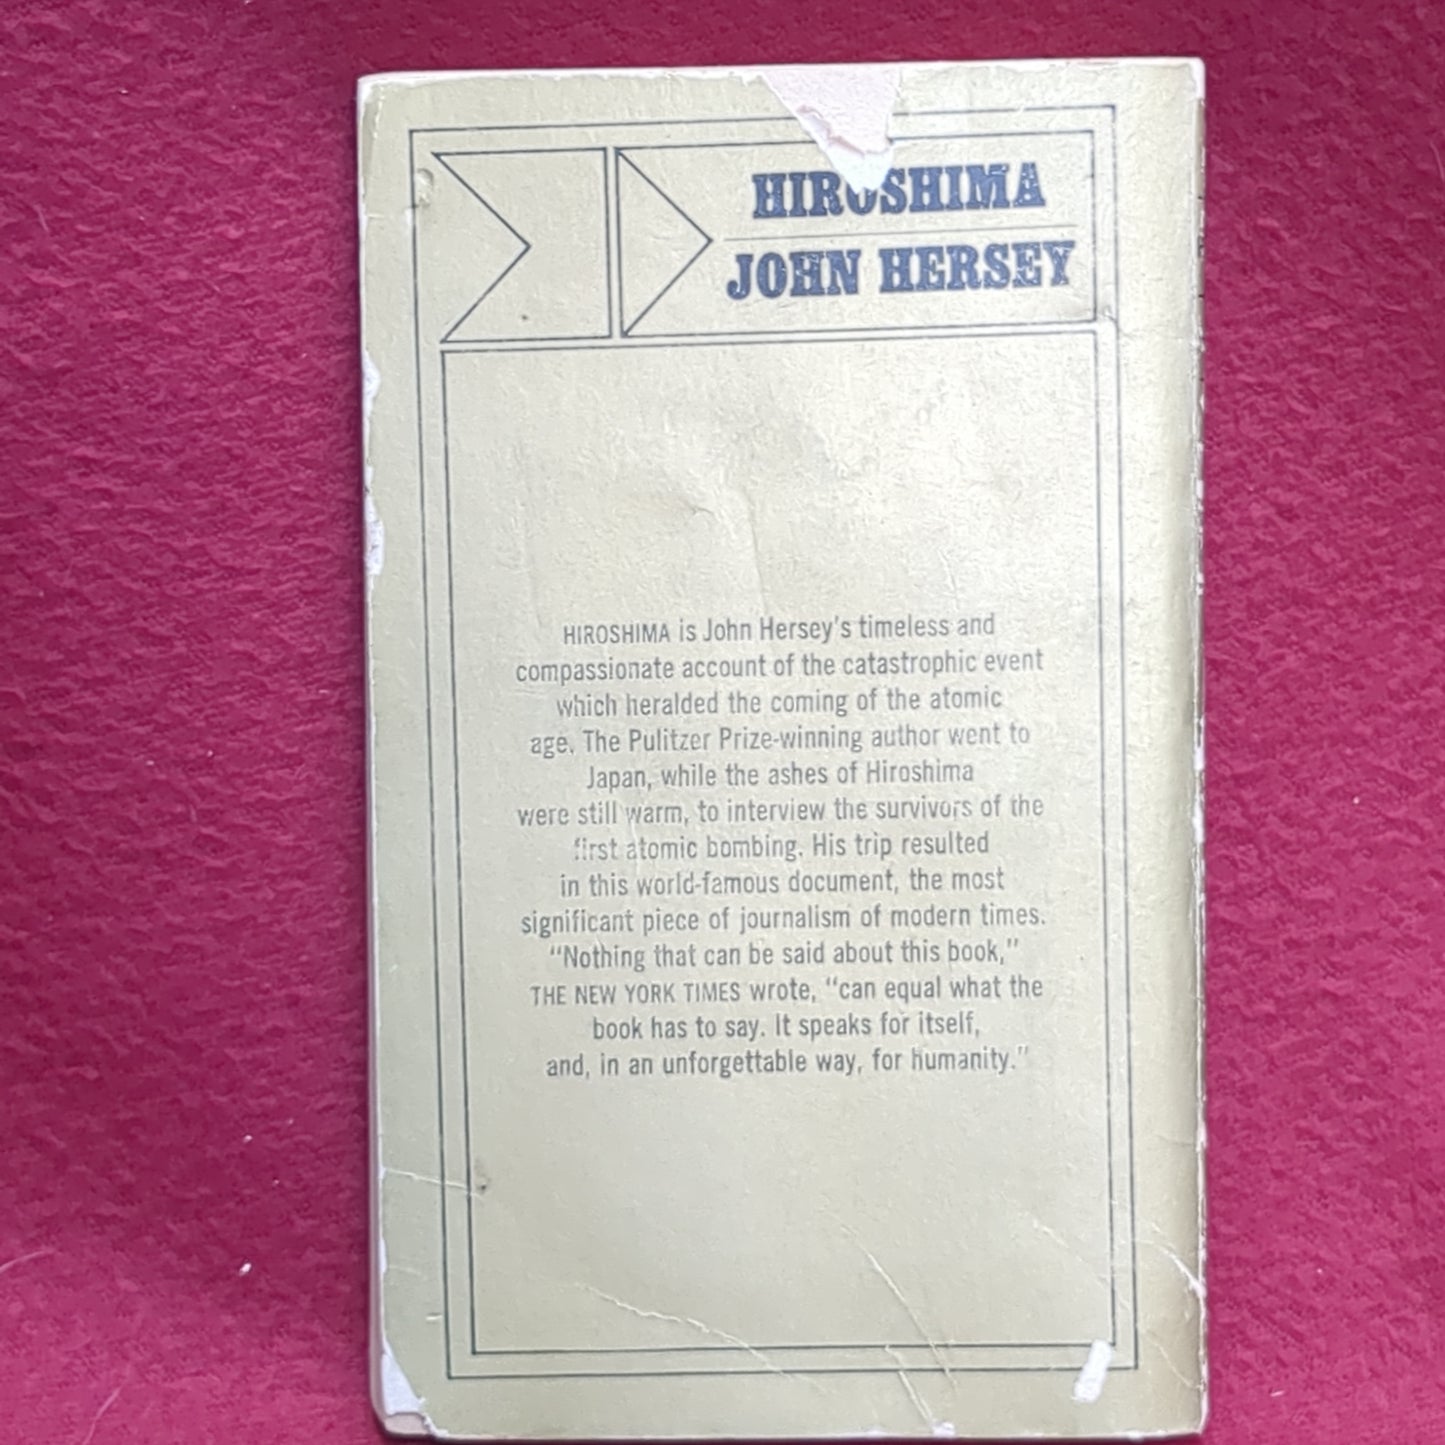 HIROSHIMA
JOHN HERSEY
HIROSHIMA is John Hersey's timeless and
compassionate account of the catastrophic event
which heralded the coming of the atomic
age. The Pulitzer Prize-winning author went to
Japan, while the ashes of Hiroshima
were still warm, to interview the survivors of the
first atomic bombing. His trip resulted
in this world-famous document, the most
significant piece of journalism of modern times.
"Nothing that can be said about this book,"
THE NEW YORK TIMES wrote, "can equal what the
book has to say. It speaks for itself,
and, in an unforgettable way, for humanity."